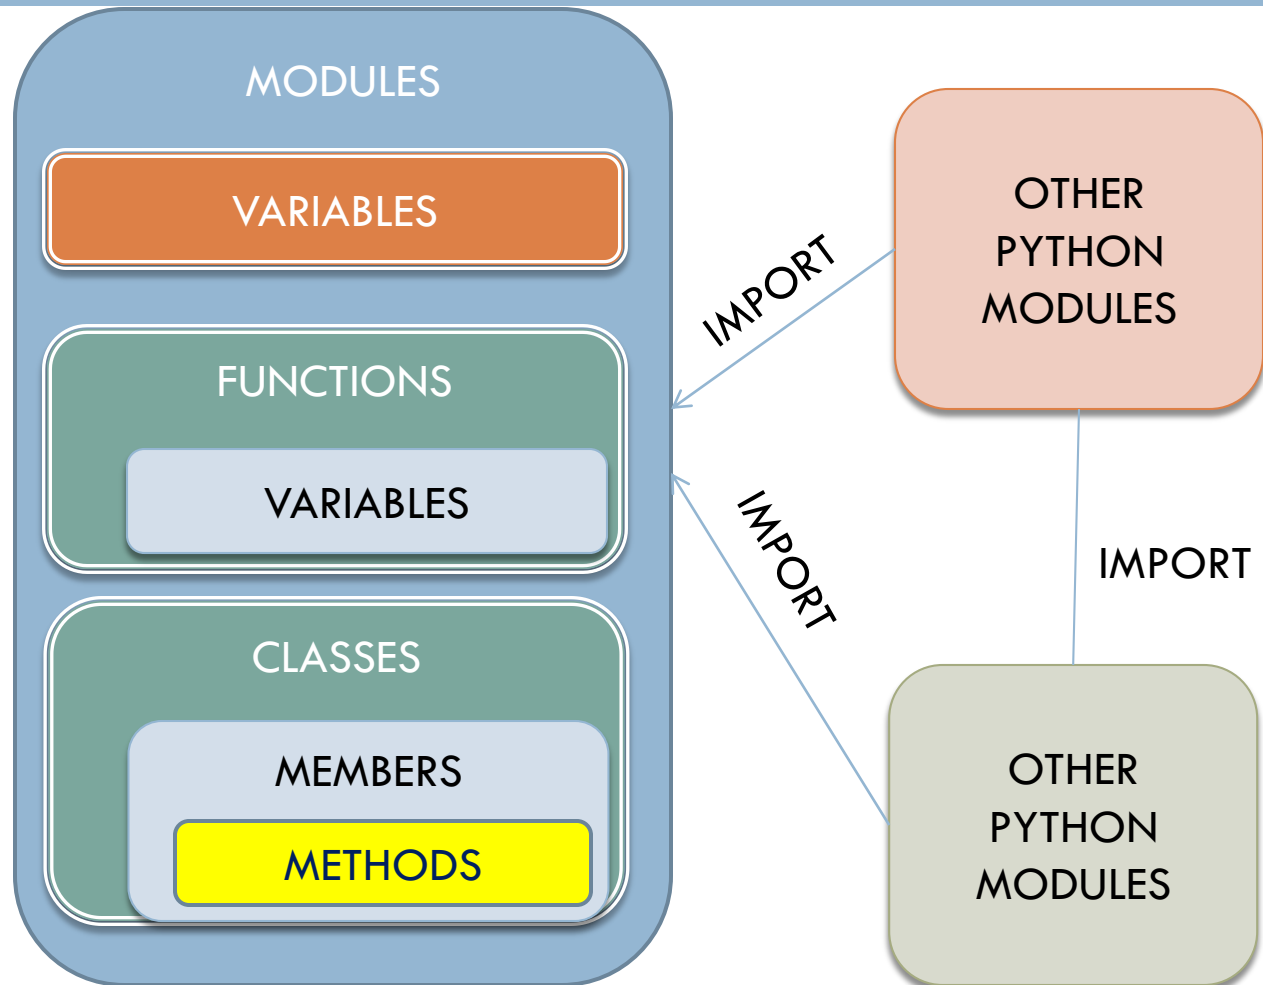 MODULES
VARIABLES
FUNCTIONS
VARIABLES
CLASSES
MEMBERS
METHODS
IMPORT
IMPORT
OTHER
PYTHON
MODULES
IMPORT
OTHER
PYTHON
MODULES